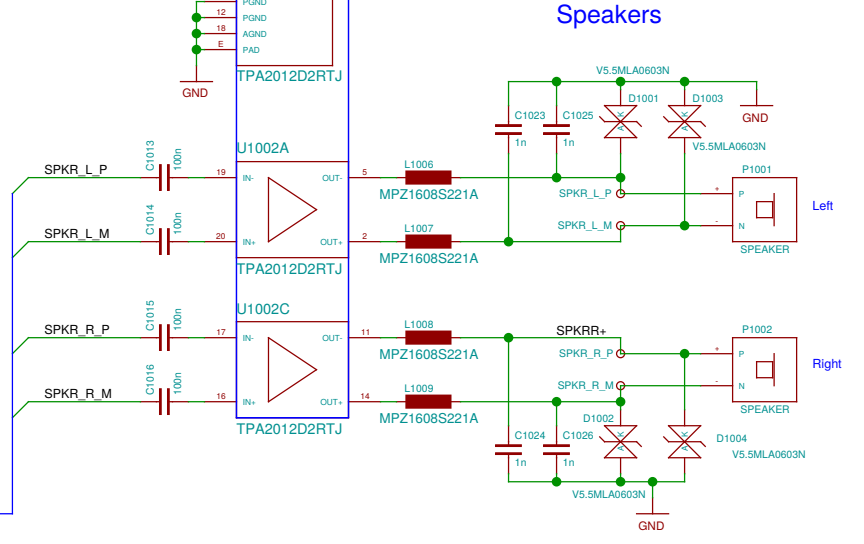 Speakers
PGND
12
PGND
18
AGND
E
PAD
TPA2012D2RTJ
GND
V5.5MLA0603N
C1023
C1025
D1001
D1003
1n
1n
A
K
A
K
GND
V5.5MLA0603N
C1013
100n
U1002A
SPKR_L_P
19
IN-
OUT-
5
L1006
MPZ1608S221A
P1001
SPKR_L_P
+
P
Left
C1014
100n
SPKR_L_M
20
IN+
OUT+
2
L1007
MPZ1608S221A
SPKR_L_M
-
N
SPEAKER
TPA2012D2RTJ
C1015
100n
U1002C
SPKR_R_P
17
IN-
OUT-
11
L1008
MPZ1608S221A
SPKRR+
P1002
SPKR_R_P
+
P
Right
C1016
100n
SPKR_R_M
16
IN+
OUT+
14
L1009
MPZ1608S221A
SPKR_R_M
-
N
SPEAKER
TPA2012D2RTJ
C1024
C1026
D1002
D1004
1n
1n
A
K
A
K
V5.5MLA0603N
V5.5MLA0603N
GND